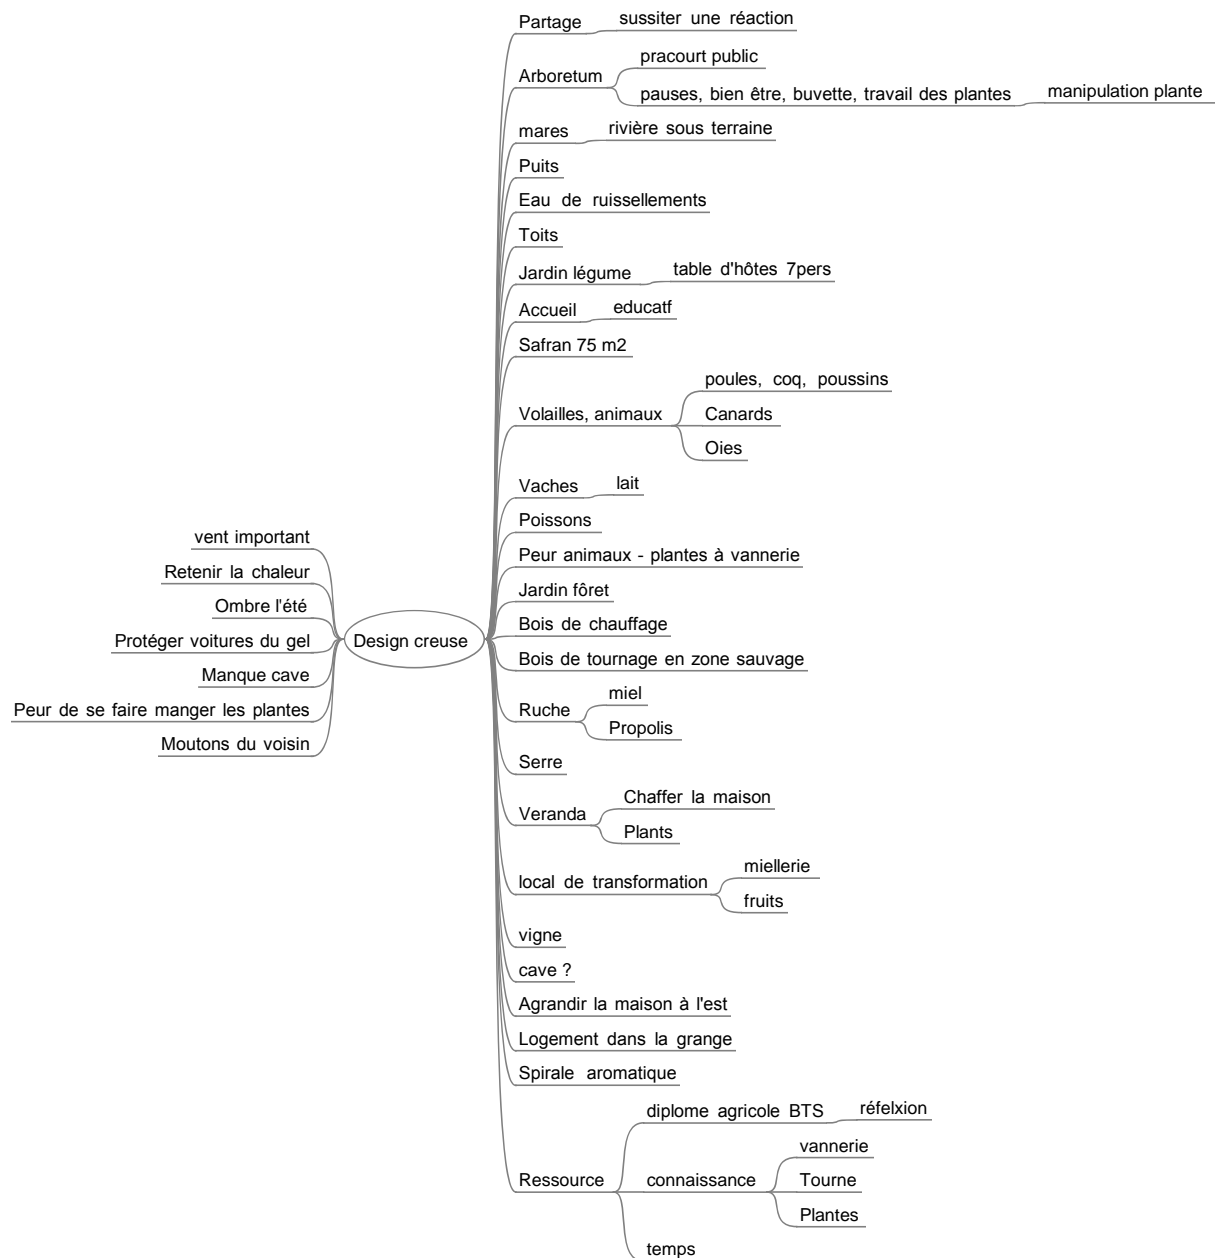 Partage
sussiter une réaction
Arboretum
pracourt public
pauses, bien être, buvette, travail des plantes
manipulation plante
mares
rivière sous terraine
Puits
Eau de ruissellements
Toits
Jardin légume
table d'hôtes 7pers
Accueil
educatf
Safran 75 m2
Volailles, animaux
poules, coq, poussins
Canards
Oies
Vaches
lait
Poissons
Peur animaux - plantes à vannerie
Jardin fôret
Bois de chauffage
Bois de tournage en zone sauvage
Ruche
miel
Propolis
Serre
Veranda
Chaffer la maison
Plants
local de transformation
miellerie
fruits
vigne
cave ?
Agrandir la maison à l'est
Logement dans la grange
Spirale aromatique
Ressource
diplome agricole BTS
réfelxion
connaissance
vannerie
Tourne
Plantes
temps
Design creuse
vent important
Retenir la chaleur
Ombre l'été
Protéger voitures du gel
Manque cave
Peur de se faire manger les plantes
Moutons du voisin